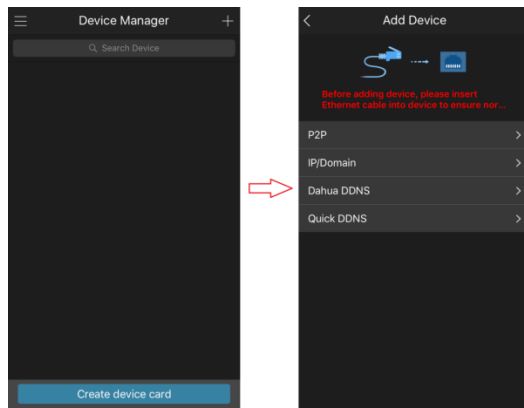 Device Manager
Search Device
Create device card
Add Device
Before adding device, please insert
Ethernet cable into device to ensure nor...
P2P
IP/Domain
Dahua DDNS
Quick DDNS